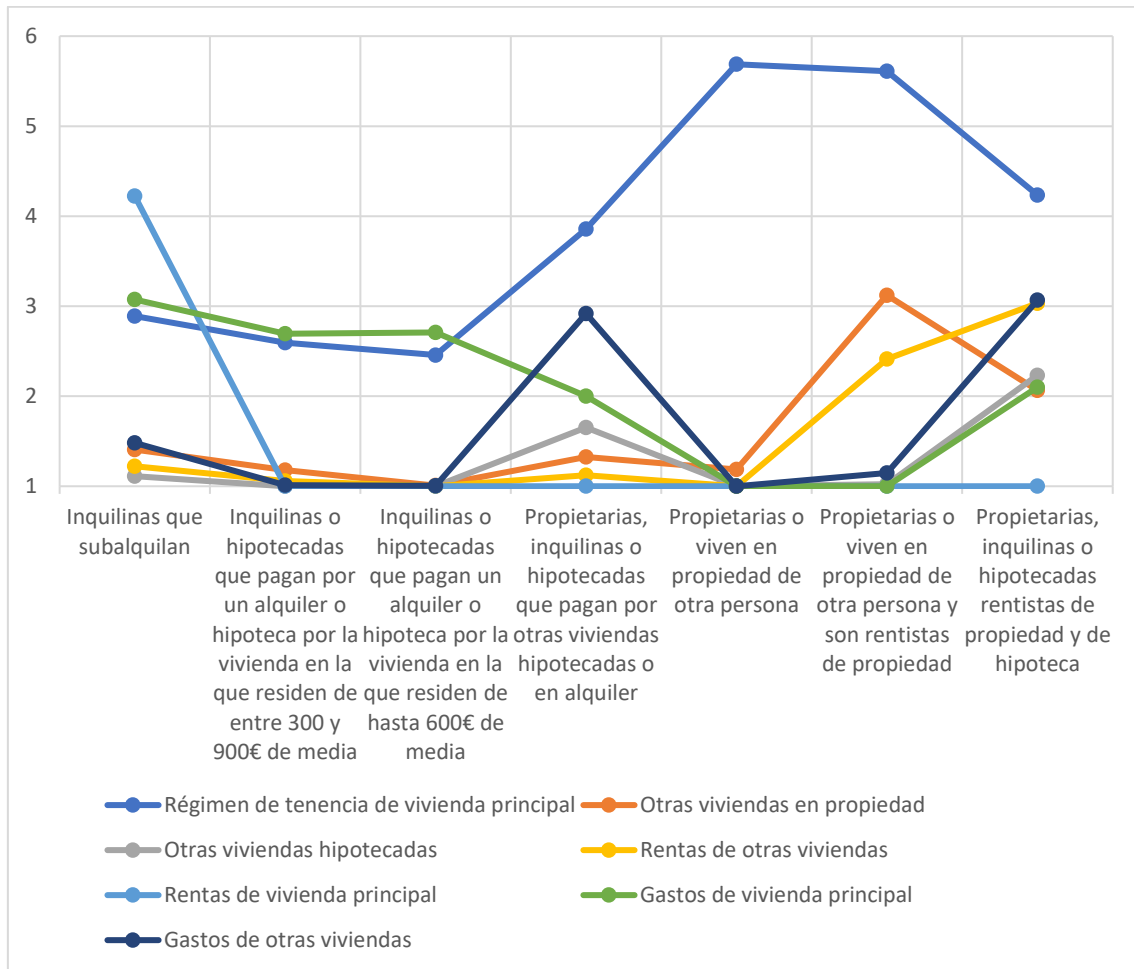 6
5
4
3
2
1
Inquilinas que
subalquilan
Inquilinas o
hipotecadas
que pagan por
un alquiler o
hipoteca por la
vivienda en la
que residen de
entre 300 y
900€ de media
Inquilinas o
hipotecadas
que pagan un
alquiler o
hipoteca por la
vivienda en la
que residen de
hasta 600€ de
media
Propietarias,
inquilinas o
hipotecadas
que pagan por
otras viviendas
hipotecadas o
en alquiler
Propietarias o
viven en
propiedad de
otra persona
Propietarias o
viven en
propiedad de
otra persona y
son rentistas
de propiedad
Propietarias,
inquilinas o
hipotecadas
rentistas de
propiedad y de
hipoteca
Régimen de tenencia de vivienda principal
Otras viviendas en propiedad
Otras viviendas hipotecadas
Rentas de otras viviendas
Rentas de vivienda principal
Gastos de vivienda principal
Gastos de otras viviendas